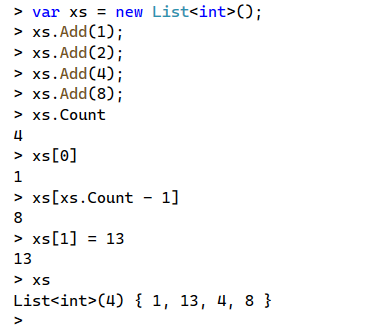 > var xs = new List<int>();
> xs.Add(1);
> xs.Add(2);
> xs.Add(4);
> xs.Add(8);
> xs.Count
4
> xs[0]
1
> xs[xs.Count - 1]
8
> xs[1] = 13
13
> xs
List<int>(4) { 1, 13, 4, 8 }
>